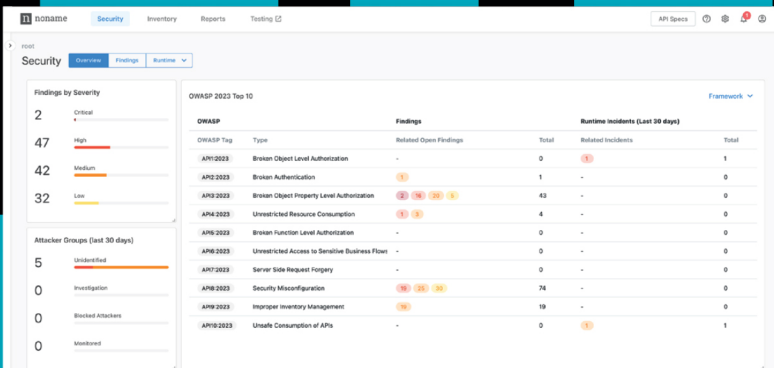 noname Security Inventory Reports Testing API Specs 1
root
Security Overview Findings Runtime
Findings by Severity
2 Critical
47 High
42 Medium
32 Low
Attacker Groups (last 30 days)
5 Unidentified
0 Investigation
0 Blocked Attackers
0 Monitored
OWASP 2023 Top 10 Framework
OWASP Findings Runtime Incidents (Last 30 days)
OWASP Tag Type Related Open Findings Total Related Incidents Total
API1:2023 Broken Object Level Authorization - 0 1 1
API2:2023 Broken Authentication 1 1 - 0
API3:2023 Broken Object Property Level Authorization 2 20 43 - 0
API4:2023 Unrestricted Resource Consumption 1 3 4 - 0
API5:2023 Broken Function Level Authorization - 0 - 0
API6:2023 Unrestricted Access to Sensitive Business Flows - 0 - 0
API7:2023 Server Side Request Forgery - 0 - 0
API8:2023 Security Misconfiguration 74 - 0
API9:2023 Improper Inventory Management 19 19 - 0
API10:2023 Unsafe Consumption of APIs - 0 1 1